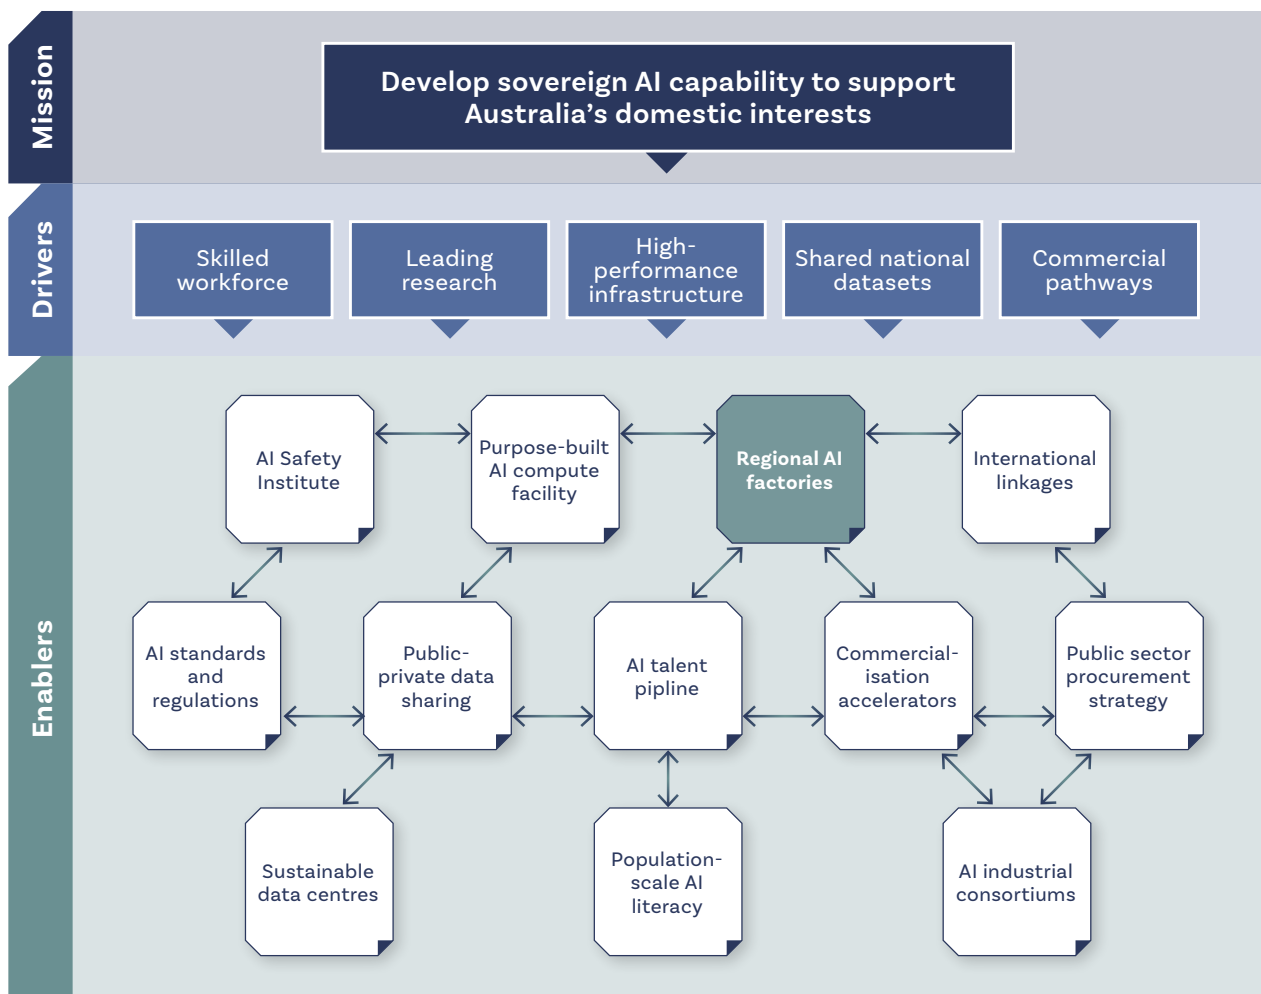 Mission
Develop sovereign AI capability to support
Australia’s domestic interests
Drivers
Skilled
workforce
Leading
research
High-
performance
infrastructure
Shared national
datasets
Commercial
pathways
Enablers
AI Safety
Institute
Purpose-built
AI compute
facility
Regional AI
factories
International
linkages
AI standards
and
regulations
Public-
private data
sharing
AI talent
pipline
Commercial-
isation
accelerators
Public sector
procurement
strategy
Sustainable
data centres
Population-
scale AI
literacy
AI industrial
consortiums